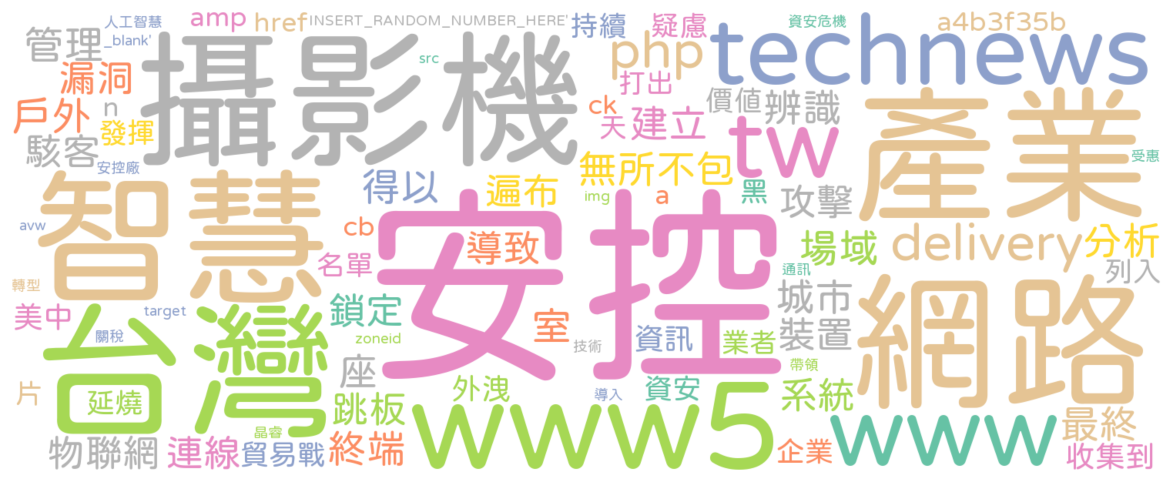 人工智慧
amp
href
INSERT_RANDOM_NUMBER_HERE'
持續
疑慮
資安危機
a4b3f35b
_blank'
管理
攝影機
src
php
technews
漏洞
打出
n
ck
價值
辨識
戶外
發揮
天
建立
tw
產業
駭客
安控廠
無所不包
受惠
智慧
得以
遍布
img
a
黑
攻擊
avw
cb
導致
安控
場域
delivery
分析
名單
通訊
列入
轉型
美中
target
鎖定
室
城市
網路
台灣
關稅
zoneid
資訊
業者
裝置
技術
座
帶領
片
延燒
外洩
資安
系統
導入
跳板
www5
www
最終
晶睿
物聯網
連線
貿易戰
終端
企業
收集到